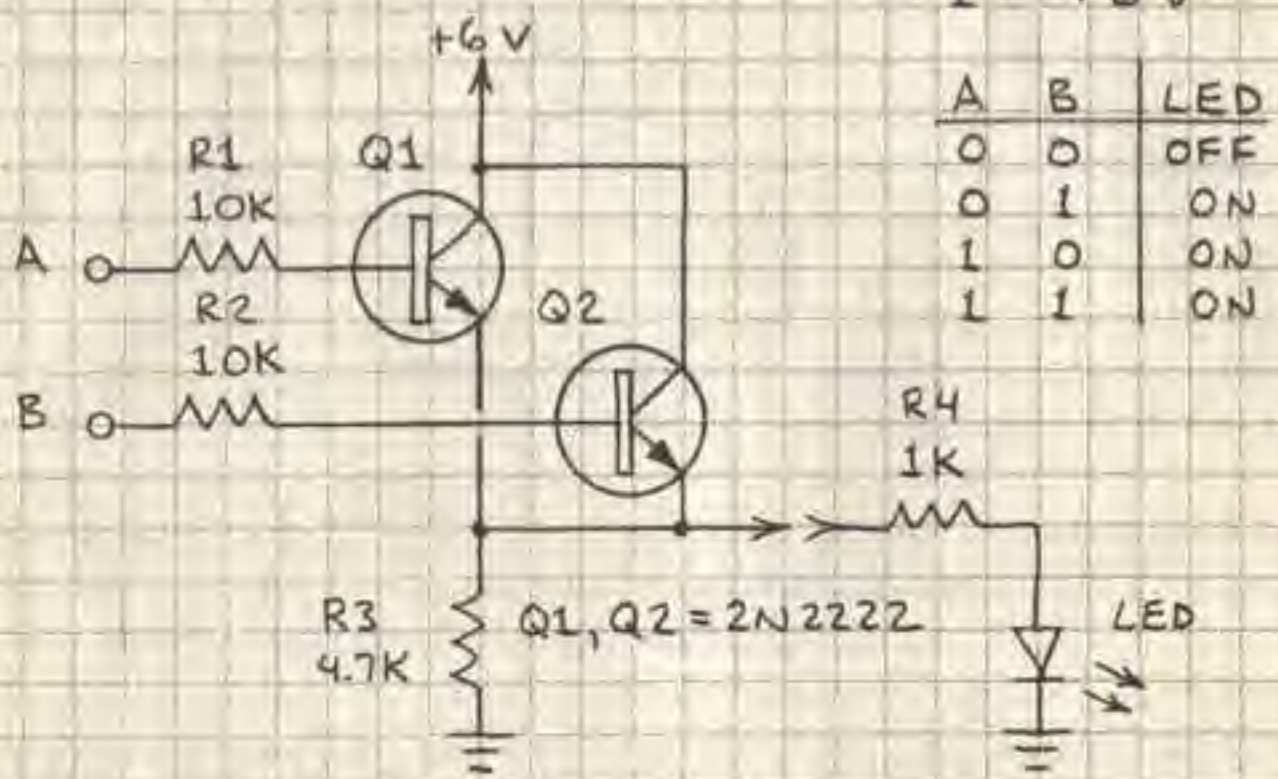 +6 V
A B LED
0 0 OFF
0 1 ON
1 0 ON
1 1 ON
R1
10K
Q1
A
R2
10K
Q2
B
R4
1K
R3
4.7K
Q1, Q2 = 2N2222
LED